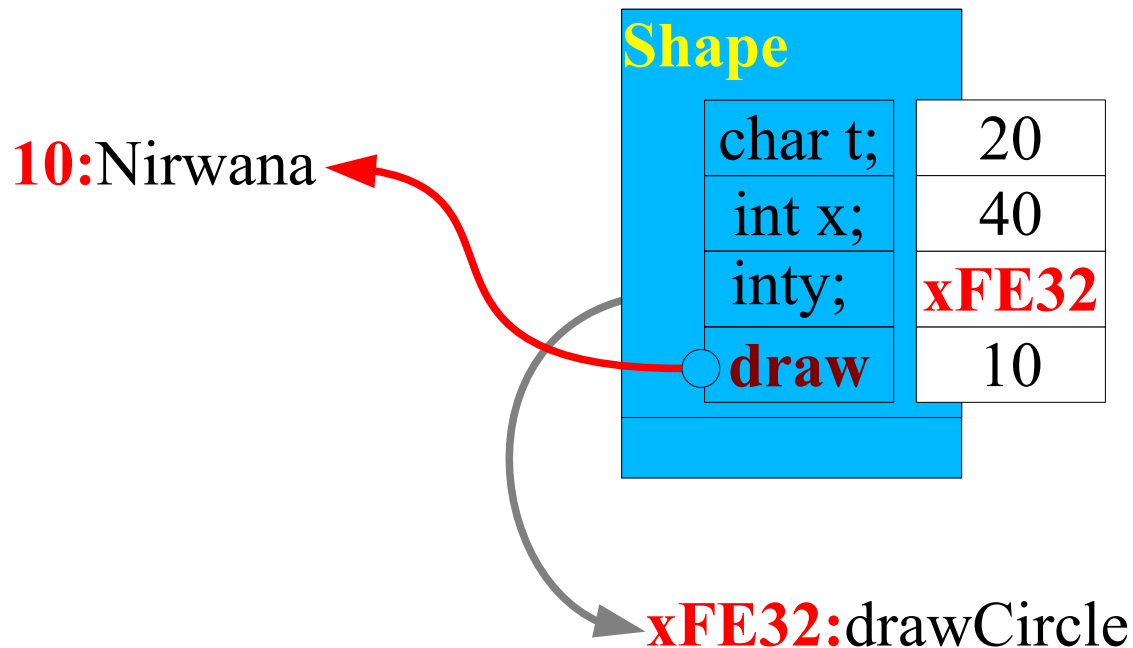 Shape
char t; 20
10:Nirwana
int x; 40
inty; xFE32
draw 10
xFE32:drawCircle